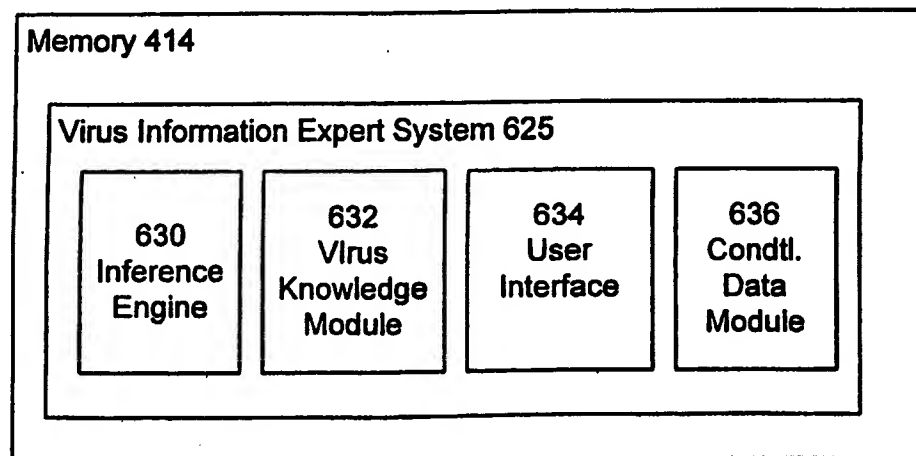 Memory 414
Virus Information Expert System 625
630
Inference
Engine
632
Virus
Knowledge
Module
634
User
Interface
636
Condtl.
Data
Module